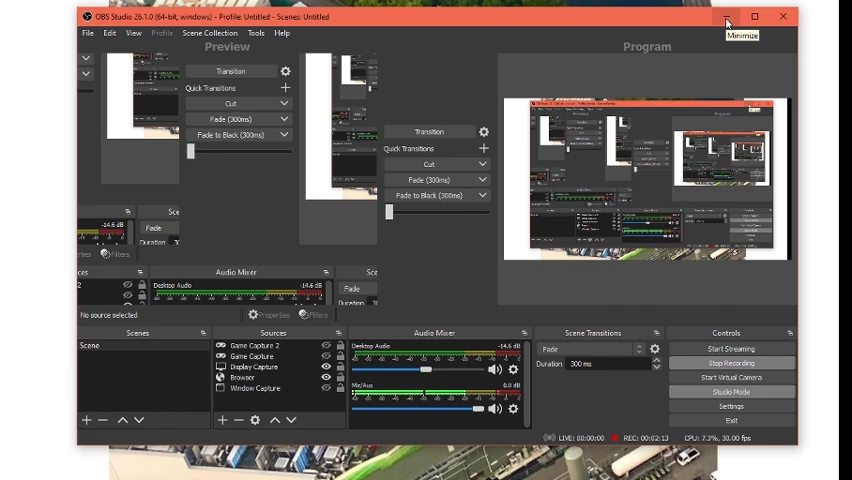 OBS Studio 26.1.0 (64-bit, windows) - Profile: Untitled - Scenes: Untitled
Minimize
File Edit View Profile Scene Collection Tools Help
Preview
Program
Transition
Quick Transitions
Cut
Fade (300ms)
Fade to Black (300ms)
Transition
Quick Transitions
Cut
Fade (300ms)
Fade to Black (300ms)
-14.6 dB
Fade
Duration
Filters
Audio Mixer
Desktop Audio -14.6 dB
Fade
Duration
No source selected
Properties
Filters
Scenes
Sources
Audio Mixer
Scene Transitions
Controls
Scene
Game Capture 2
Game Capture
Display Capture
Browser
Window Capture
Desktop Audio -14.6 dB
Mic/Aux 0.0 dB
Fade
Duration 300 ms
Start Streaming
Stop Recording
Start Virtual Camera
Studio Mode
Settings
Exit
LIVE: 00:00:00 REC: 00:02:13 CPU: 7.3%, 30.00 fps